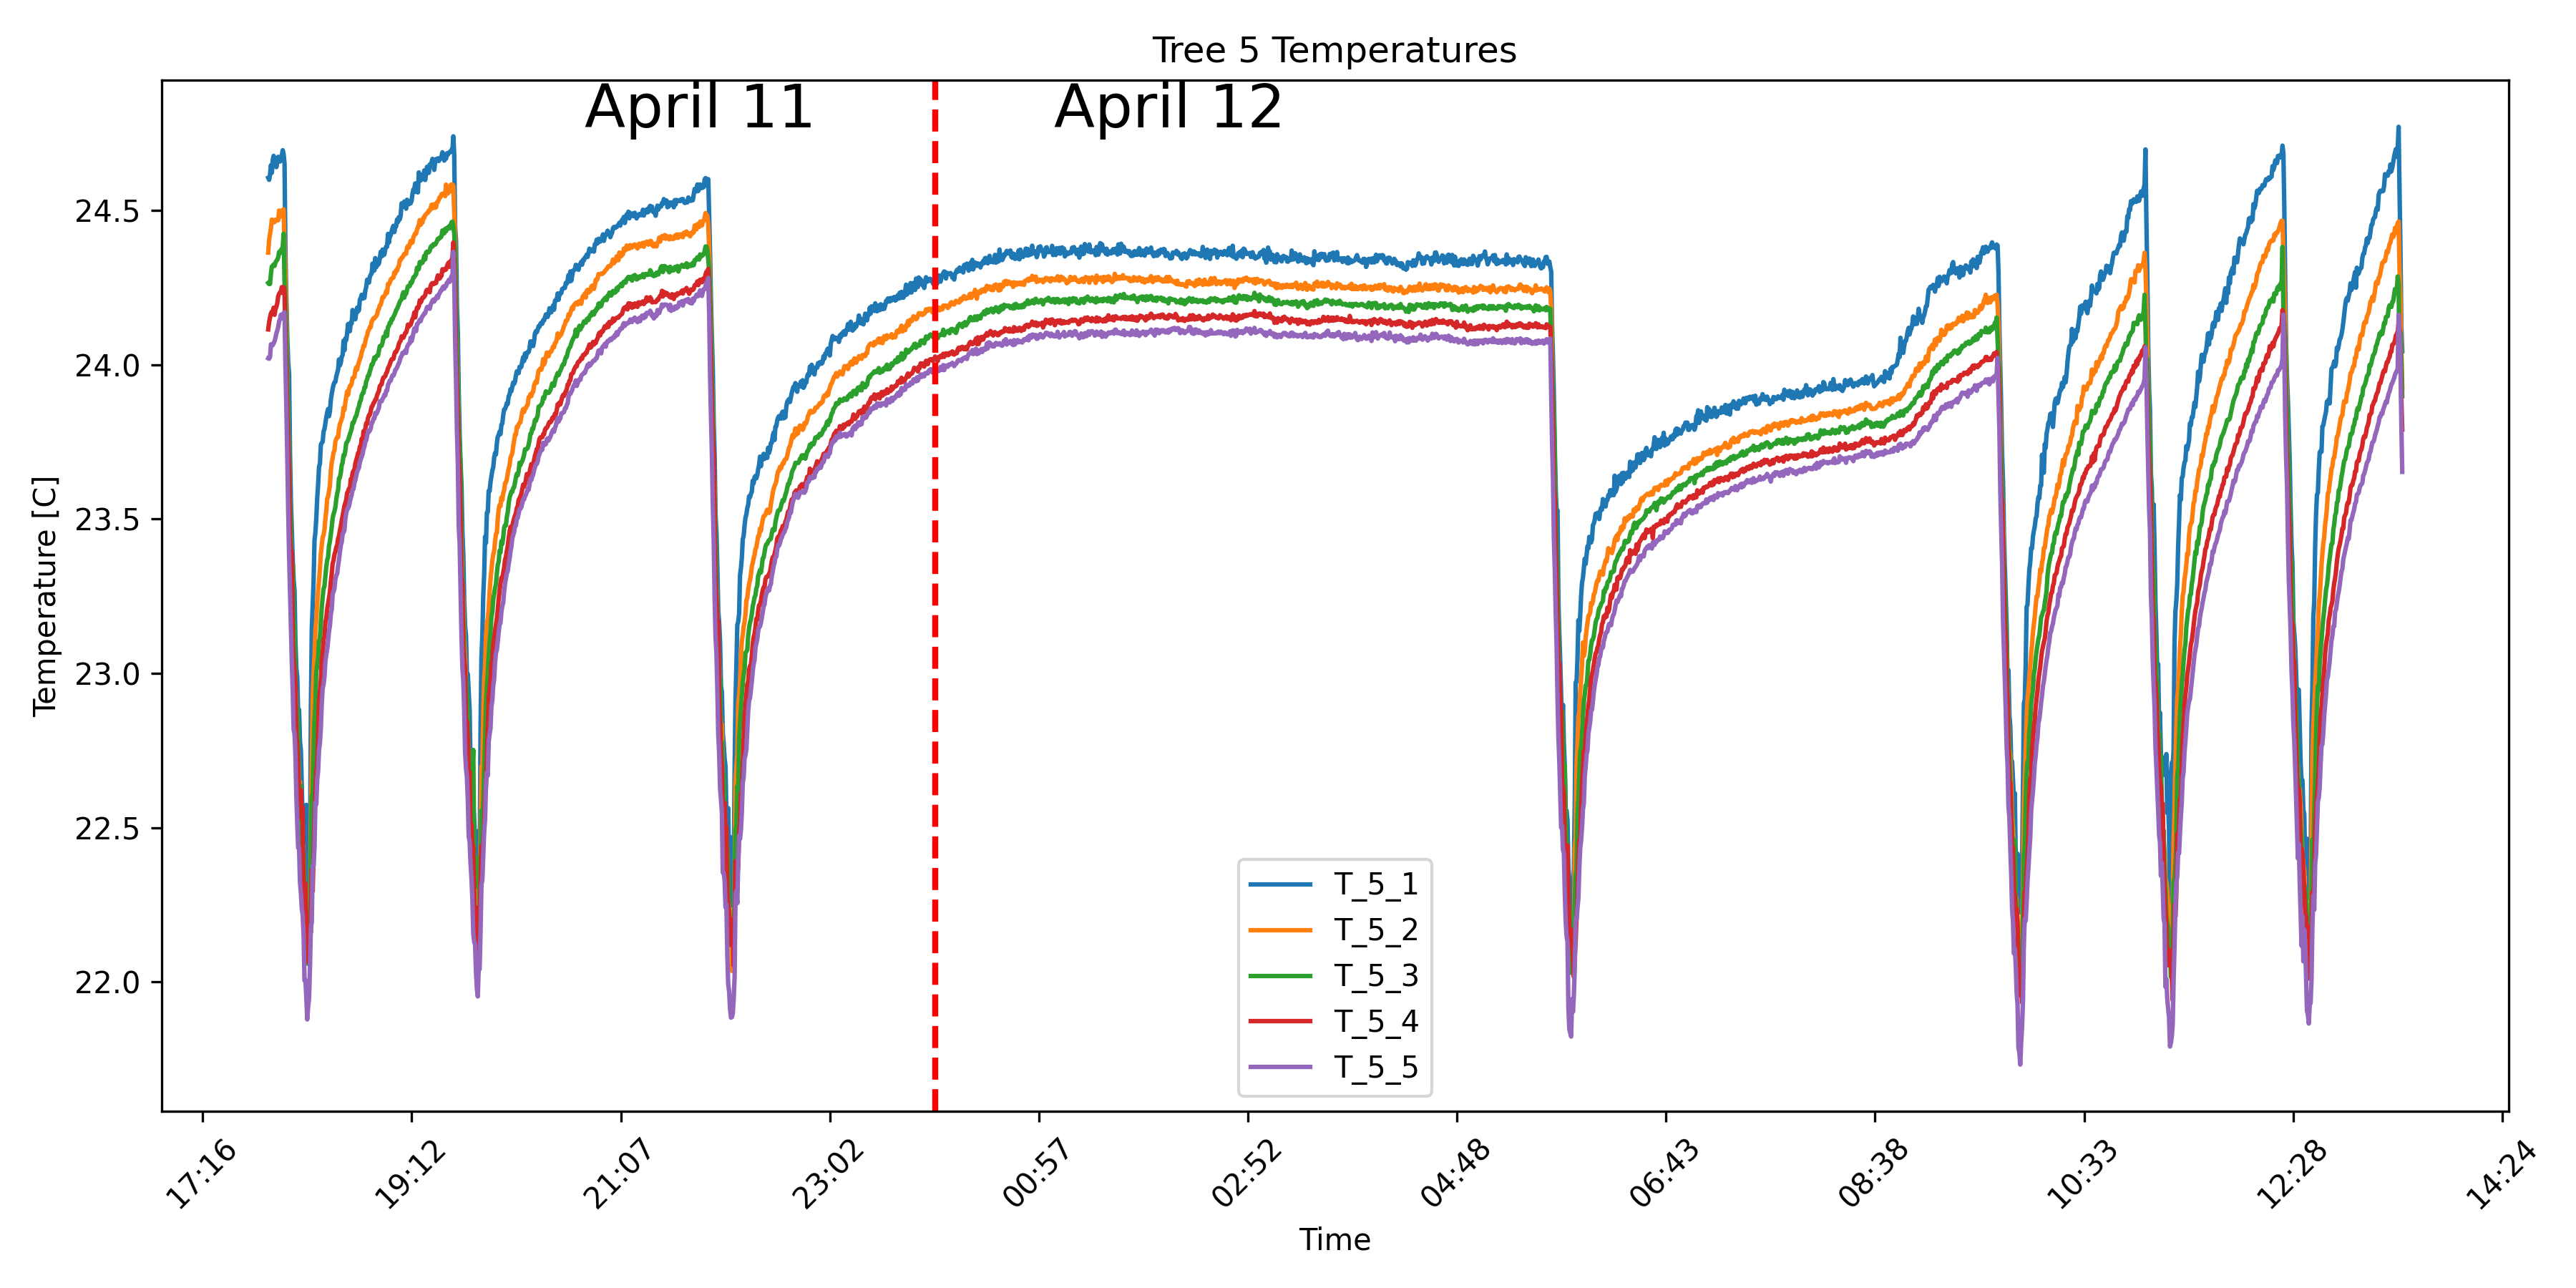 Tree 5 Temperatures
April 11
April 12
Temperature [C]
24.5
24.0
23.5
23.0
22.5
22.0
T_5_1
T_5_2
T_5_3
T_5_4
T_5_5
17:16
19:12
21:07
23:02
00:57
02:52
04:48
06:43
08:38
10:33
12:28
14:24
Time